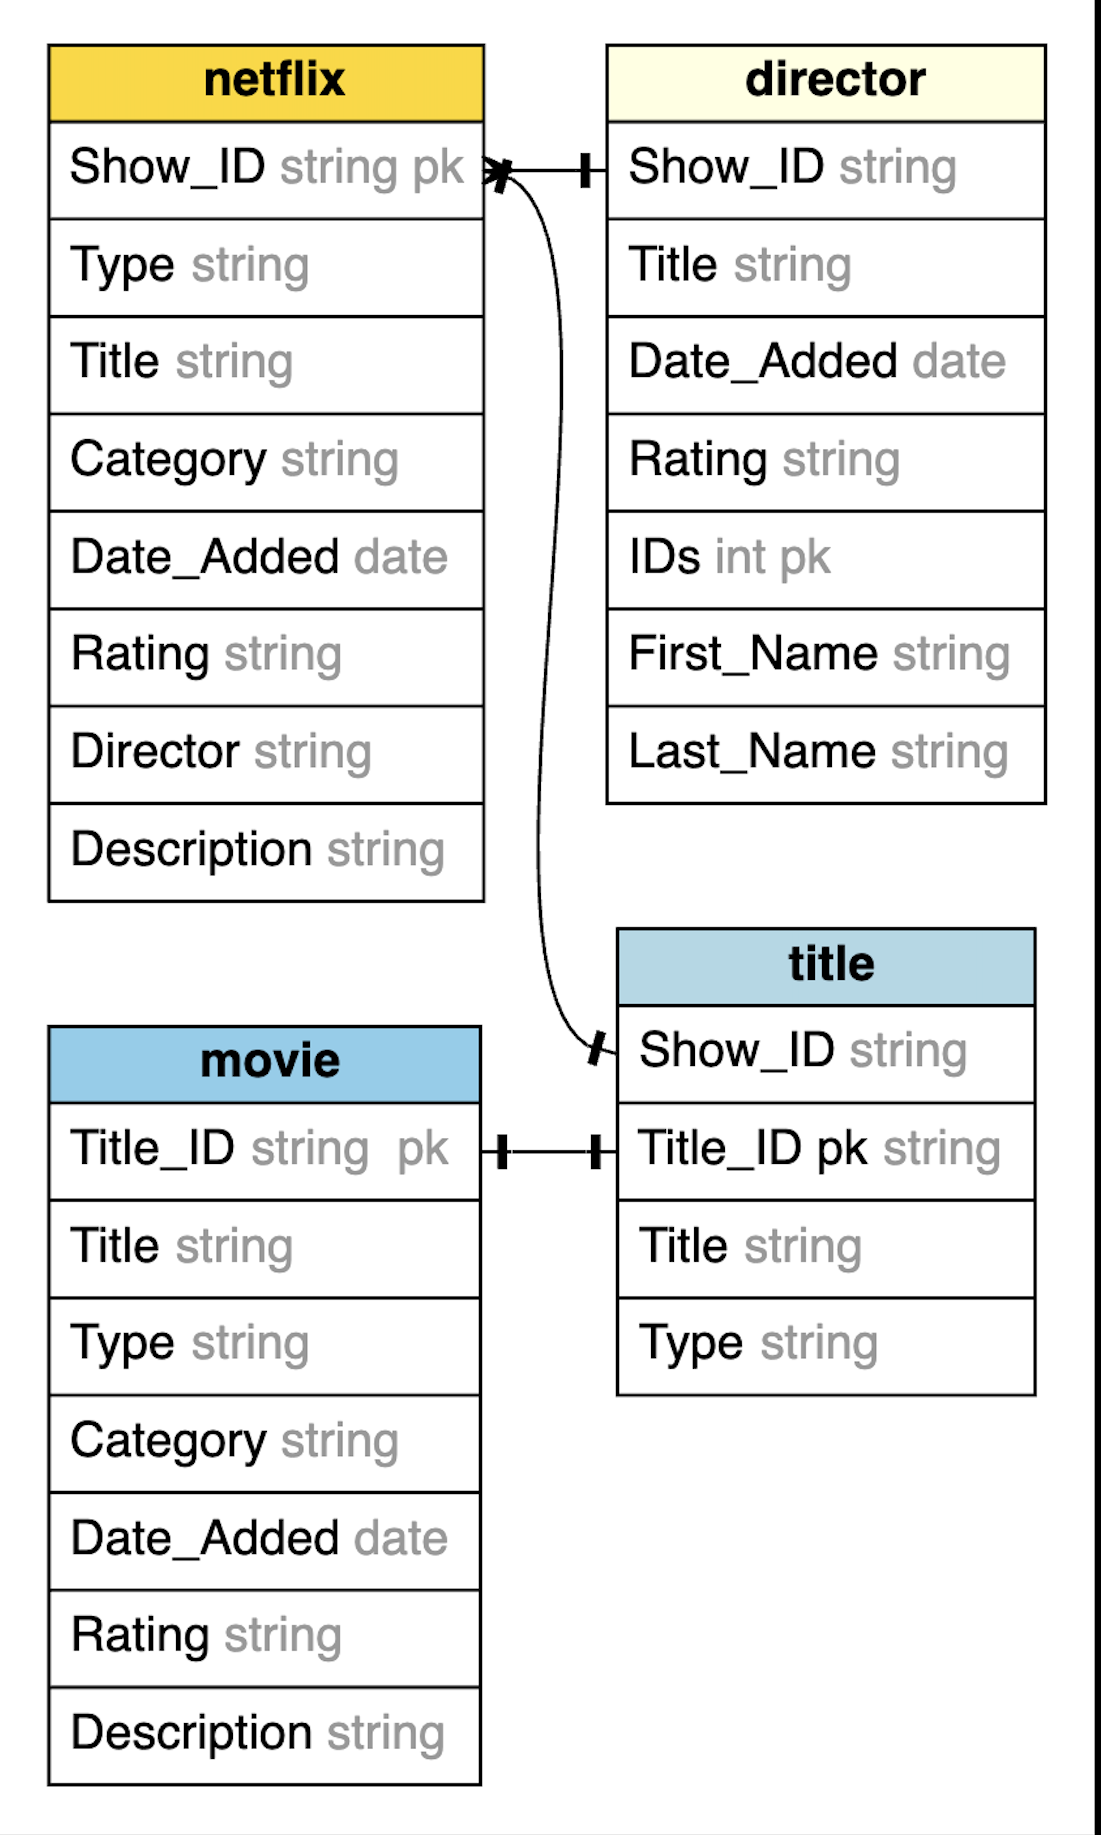 netflix
Show_ID string pk
Type string
Title string
Category string
Date_Added date
Rating string
Director string
Description string
director
Show_ID string
Title string
Date_Added date
Rating string
IDs int pk
First_Name string
Last_Name string
movie
Title_ID string pk
Title string
Type string
Category string
Date_Added date
Rating string
Description string
title
Show_ID string
Title_ID pk string
Title string
Type string